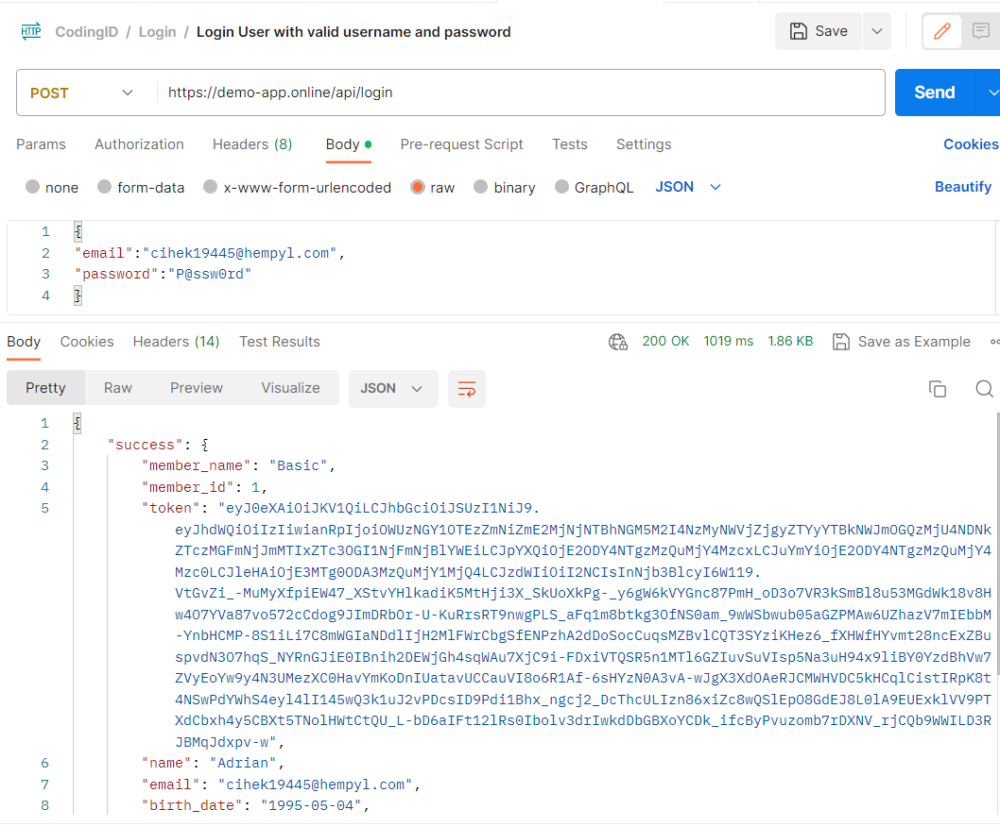 HTTP CodingID / Login / Login User with valid username and password Save
POST https://demo-app.online/api/login Send
Params Authorization Headers (8) Body Pre-request Script Tests Settings Cookies
none form-data x-www-form-urlencoded raw binary GraphQL JSON Beautify
1 {
2 "email":"cihek19445@hempyl.com",
3 "password":"P@ssw0rd"
4 }
Body Cookies Headers (14) Test Results 200 OK 1019 ms 1.86 KB Save as Example
Pretty Raw Preview Visualize JSON
1 {
2 "success": {
3 "member_name": "Basic",
4 "member_id": 1,
5 "token": "eyJ0eXAiOiJKV1QiLCJhbGciOiJSUzI1NiJ9.
eyJhdWQiOiIzIiwianRpIjoiOWUzNGY1OTEzZmNiZmE2MjNjNTBhNGM5M2I4NzMyNWVjZjgyZTYyYTBkNWJmOGQzMjU4NDNk
ZTczMGFmNjJmMTIxZTc3OGI1NjFmNjBlYWEiLCJpYXQiOjE2ODY4NTgzMzQuMjY4MzcxLCJuYmYiOjE2ODY4NTgzMzQuMjY4
Mzc0LCJleHAiOjE3MTg0ODA3MzQuMjY1MjQ4LCJzdWIiOiI2NCIsInNjb3BlcyI6W119.
VtGvZi_-MuMyXfpiEW47_XStvYHlkadiK5MtHji3X_SkUoXkPg-_y6gW6kVYGnc87PmH_oD3o7VR3kSmBl8u53MGdWk18v8H
w4O7YVa87vo572cCdog9JImDRbOr-U-KuRrsRT9nwgPLS_aFq1m8btkg3OfNS0am_9wWSbwub05aGZPMAw6UZhazV7mIEbbM
-YnbHCMP-8S1iLi7C8mWGIaNDdlIjH2MlFWrCbgSfENPzhA2dDoSocCuqsMZBvlCQT3SYziKHez6_fXHWfHYvmt28ncExZBu
spvdN3O7hqS_NYRnGJiE0IBnih2DEWjGh4sqWAu7XjC9i-FDxiVTQSR5n1MTl6GZIuvSuVIsp5Na3uH94x9liBY0YzdBhVw7
ZVyEoYw9y4N3UMezXC0HavYmKoDnIUatavUCCauVI8o6R1Af-6sHYzN0A3vA-wJgX3XdOAeRJCMWHVDC5kHCqlCistIRpK8t
4NSwPdYWhS4eyl4lI145wQ3k1uJ2vPDcsID9Pdi1Bhx_ngcj2_DcThcULIzn86xiZc8wQSlEpO8GdEJ8L0lA9EUExklVV9PT
XdCbxh4y5CBXt5TNolHWtCtQU_L-bD6aIFt12lRs0Ibolv3drIwkdDbGBXoYCDk_ifcByPvuzomb7rDXNV_rjCQb9WWILD3R
JBMqJdxpv-w",
6 "name": "Adrian",
7 "email": "cihek19445@hempyl.com",
8 "birth_date": "1995-05-04",